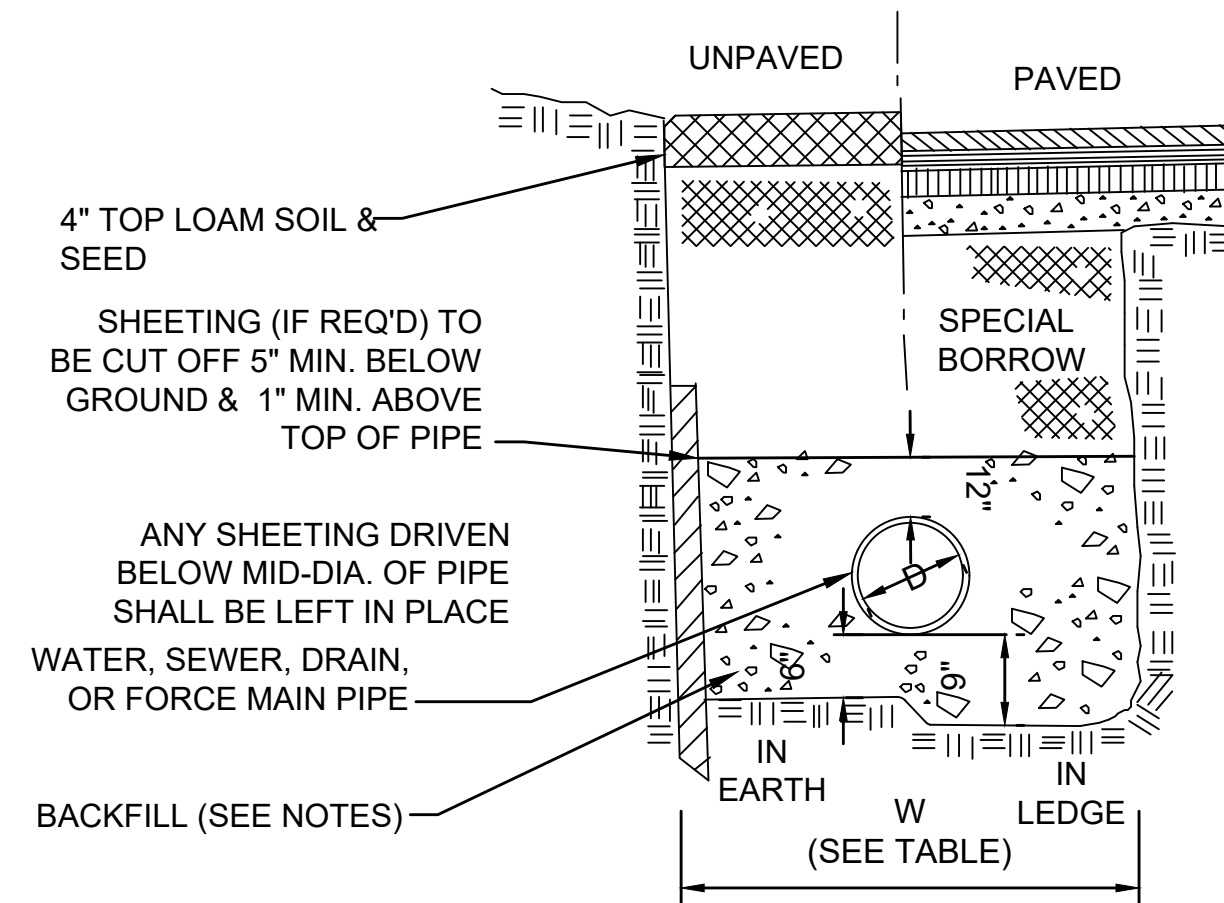 UNPAVED
PAVED
4" TOP LOAM SOIL &
SEED
SHEETING (IF REQ'D) TO
BE CUT OFF 5" MIN. BELOW
GROUND & 1" MIN. ABOVE
TOP OF PIPE
SPECIAL
BORROW
12"
ANY SHEETING DRIVEN
BELOW MID-DIA. OF PIPE
SHALL BE LEFT IN PLACE
D
WATER, SEWER, DRAIN,
OR FORCE MAIN PIPE
6"
9"
BACKFILL (SEE NOTES)
IN
EARTH
IN
LEDGE
W
(SEE TABLE)